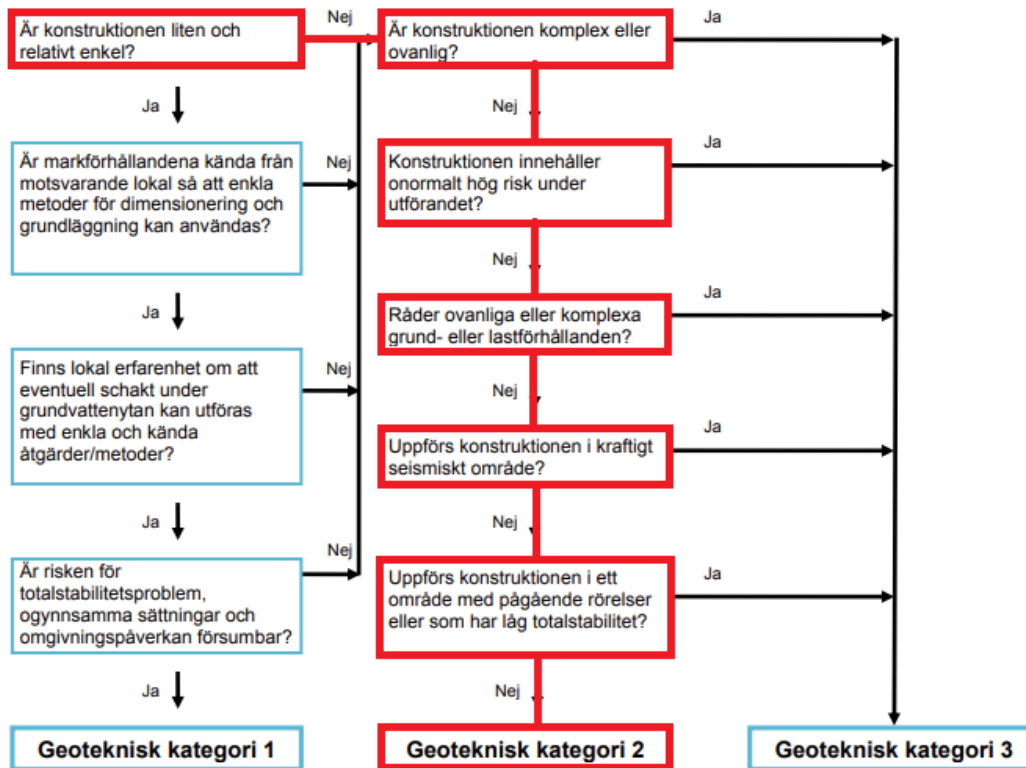 Är konstruktionen liten och
relativt enkel?
Nej
Är konstruktionen komplex eller
ovanlig?
Ja
Ja
Nej
Är markförhållandena kända från
motsvarande lokal så att enkla
metoder för dimensionering och
grundläggning kan användas?
Nej
Konstruktionen innehåller
onormalt hög risk under
utförandet?
Ja
Ja
Nej
Finns lokal erfarenhet om att
eventuell schakt under
grundvattenytan kan utföras
med enkla och kända
åtgärder/metoder?
Nej
Råder ovanliga eller komplexa
grund- eller lastförhållanden?
Ja
Nej
Uppförs konstruktionen i kraftigt
seismiskt område?
Ja
Ja
Nej
Är risken för
totalstabilitetsproblem,
ogynnsamma sättningar och
omgivningspåverkan försumbar?
Nej
Uppförs konstruktionen i ett
område med pågående rörelser
eller som har låg totalstabilitet?
Ja
Ja
Nej
Geoteknisk kategori 1
Geoteknisk kategori 2
Geoteknisk kategori 3